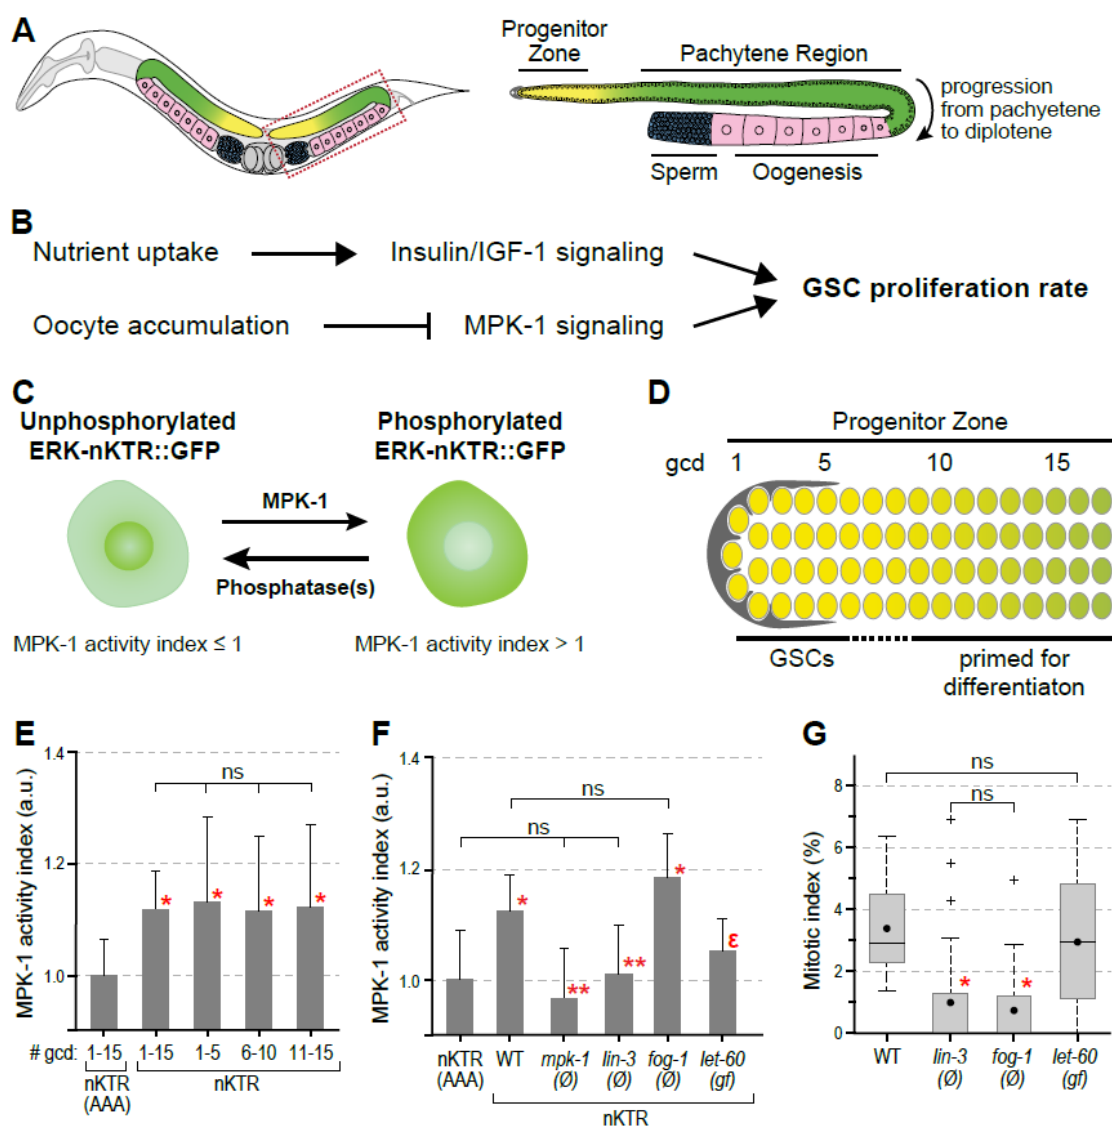 A
Progenitor
Zone
Pachytene Region
progression
from pachyetene
to diplotene
Sperm
Oogenesis
B
Nutrient uptake
Insulin/IGF-1 signaling
GSC proliferation rate
Oocyte accumulation
MPK-1 signaling
C
Unphosphorylated
ERK-nKTR::GFP
Phosphorylated
ERK-nKTR::GFP
MPK-1
Phosphatase(s)
MPK-1 activity index ≤ 1
MPK-1 activity index > 1
D
Progenitor Zone
gcd 1 5 10 15
GSCs
primed for
differentiaton
E
MPK-1 activity index (a.u.)
1.4
1.2
1.0
ns
* * * *
# gcd: 1-15 1-15 1-5 6-10 11-15
nKTR
(AAA)
nKTR
F
MPK-1 activity index (a.u.)
1.4
1.2
1.0
ns
ns
* ** ** * ε
nKTR
(AAA)
WT
mpk-1
(Ø)
lin-3
(Ø)
fog-1
(Ø)
let-60
(gf)
nKTR
G
Mitotic index (%)
8
6
4
2
0
ns
ns
* *
WT
lin-3
(Ø)
fog-1
(Ø)
let-60
(gf)